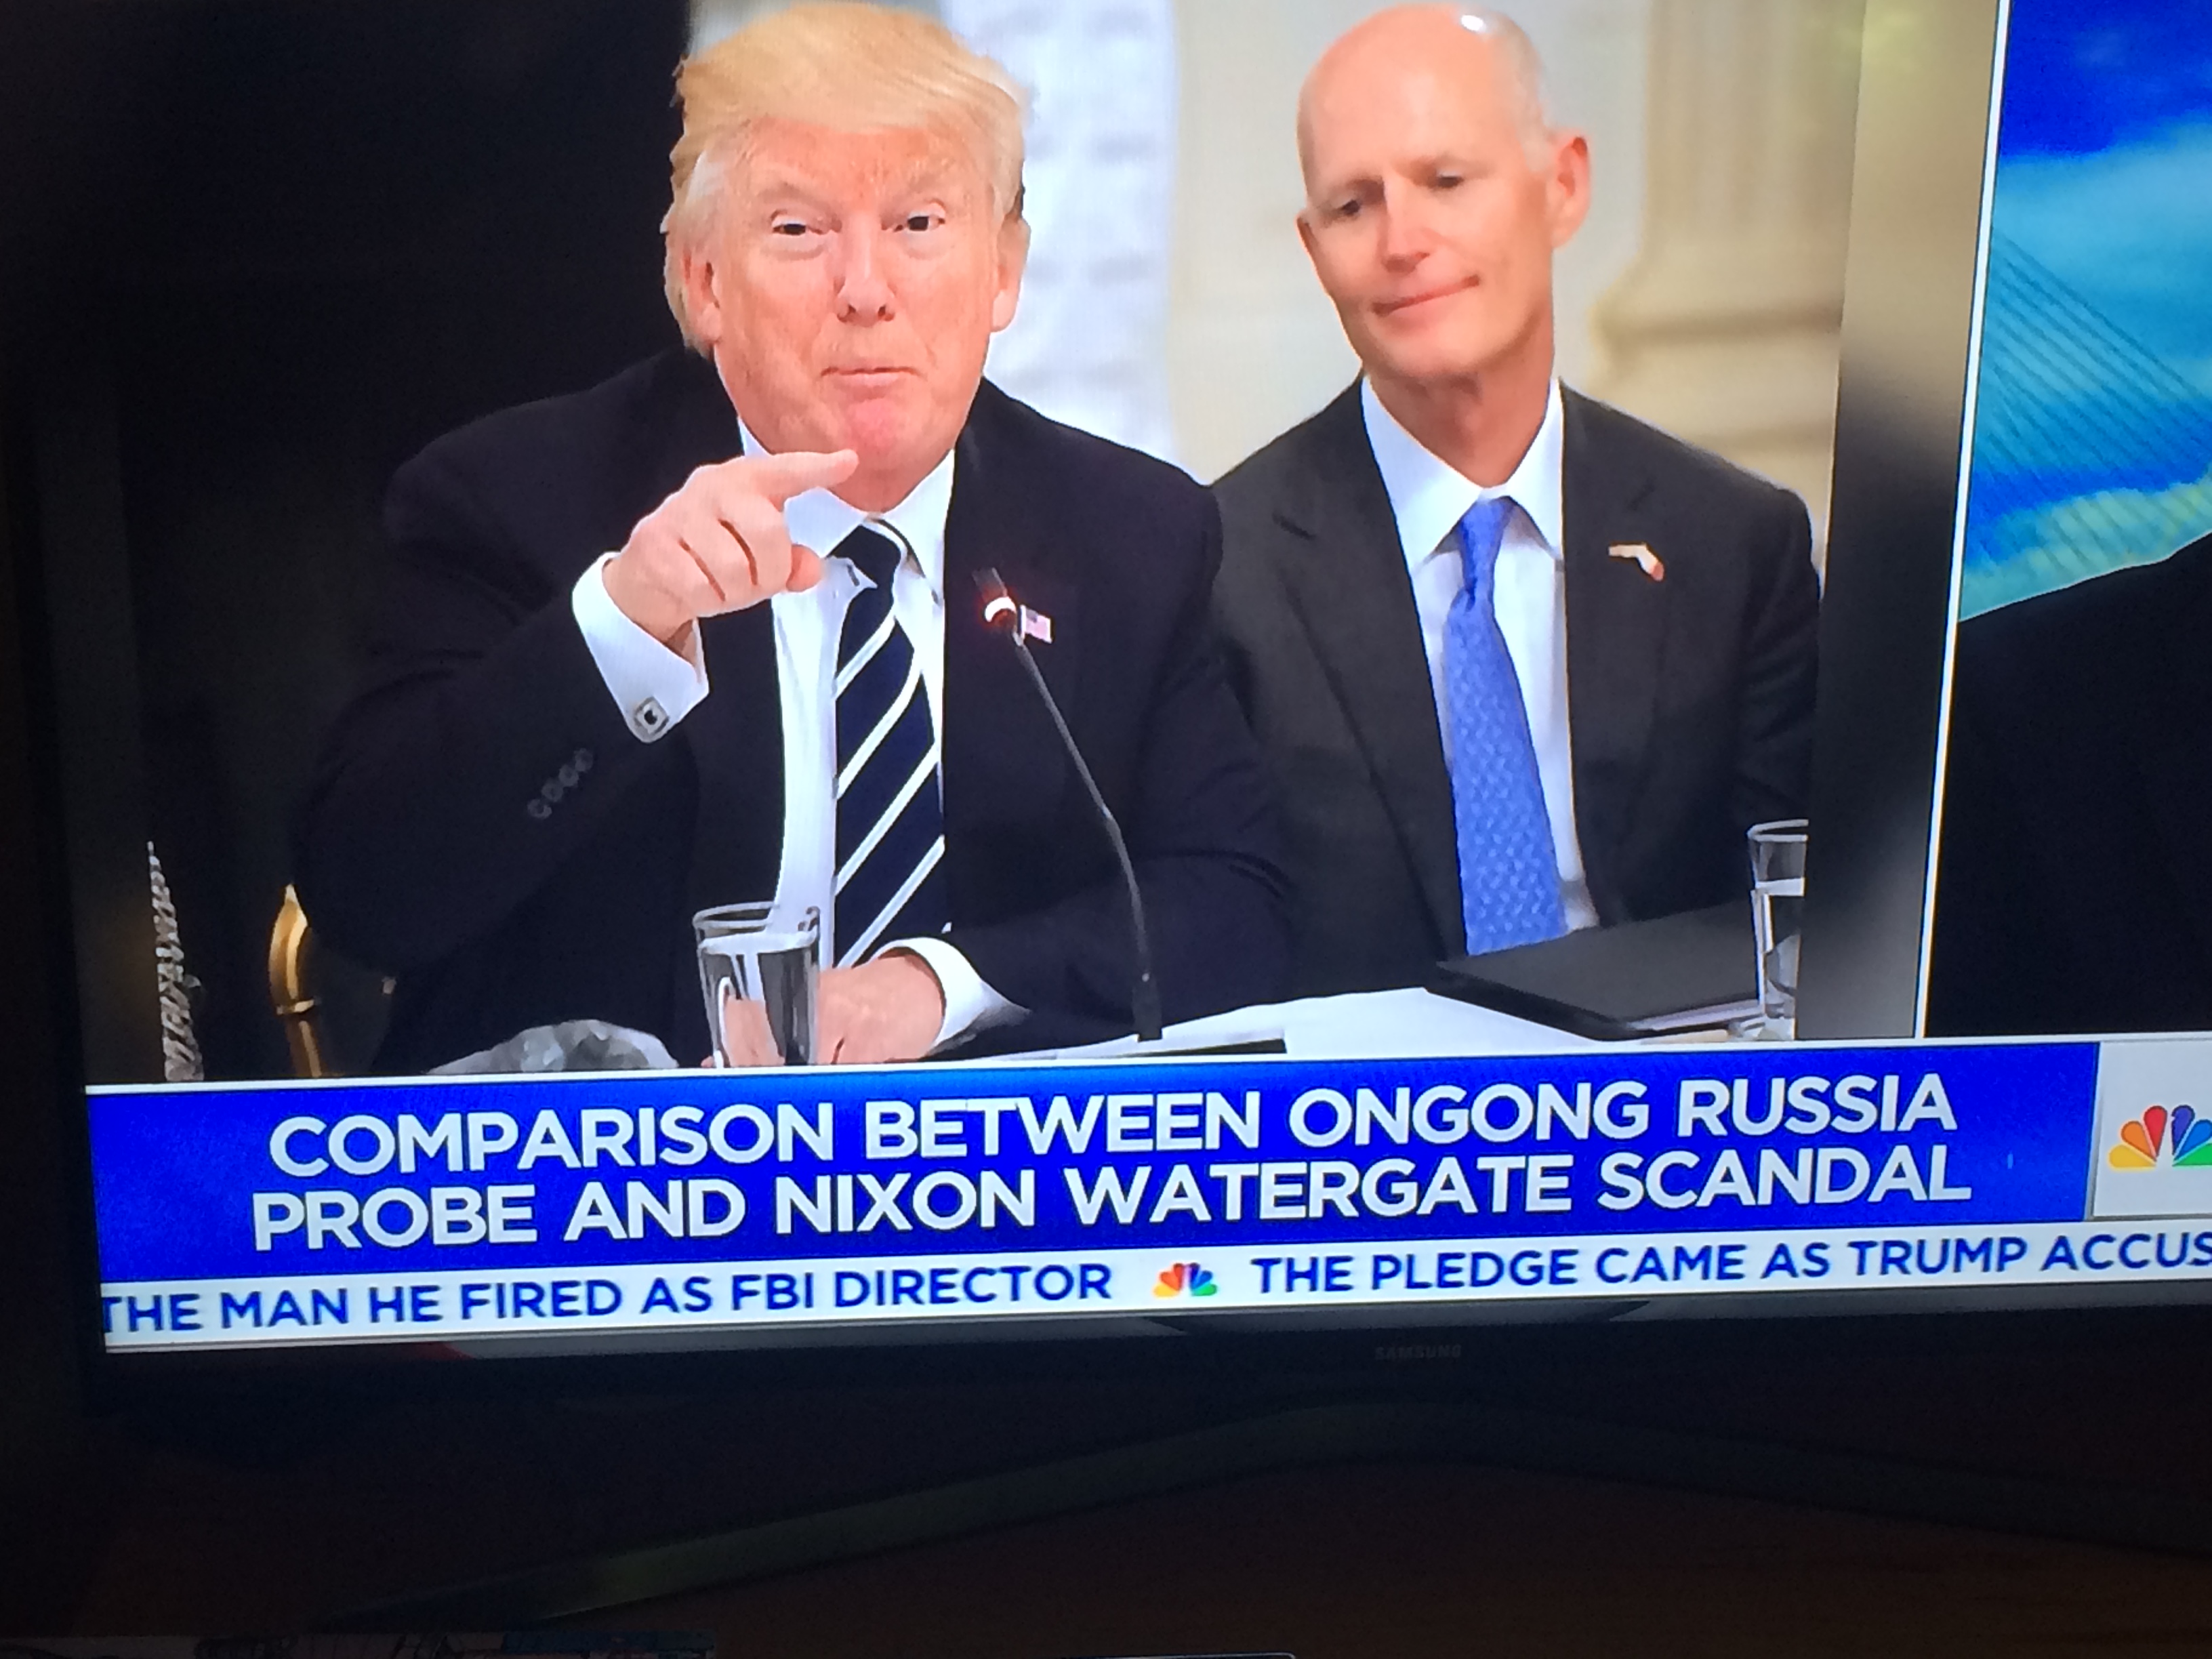 COMPARISON BETWEEN ONGONG RUSSIA
PROBE AND NIXON WATERGATE SCANDAL
THE MAN HE FIRED AS FBI DIRECTOR THE PLEDGE CAME AS TRUMP ACCUS
SAMSUNG